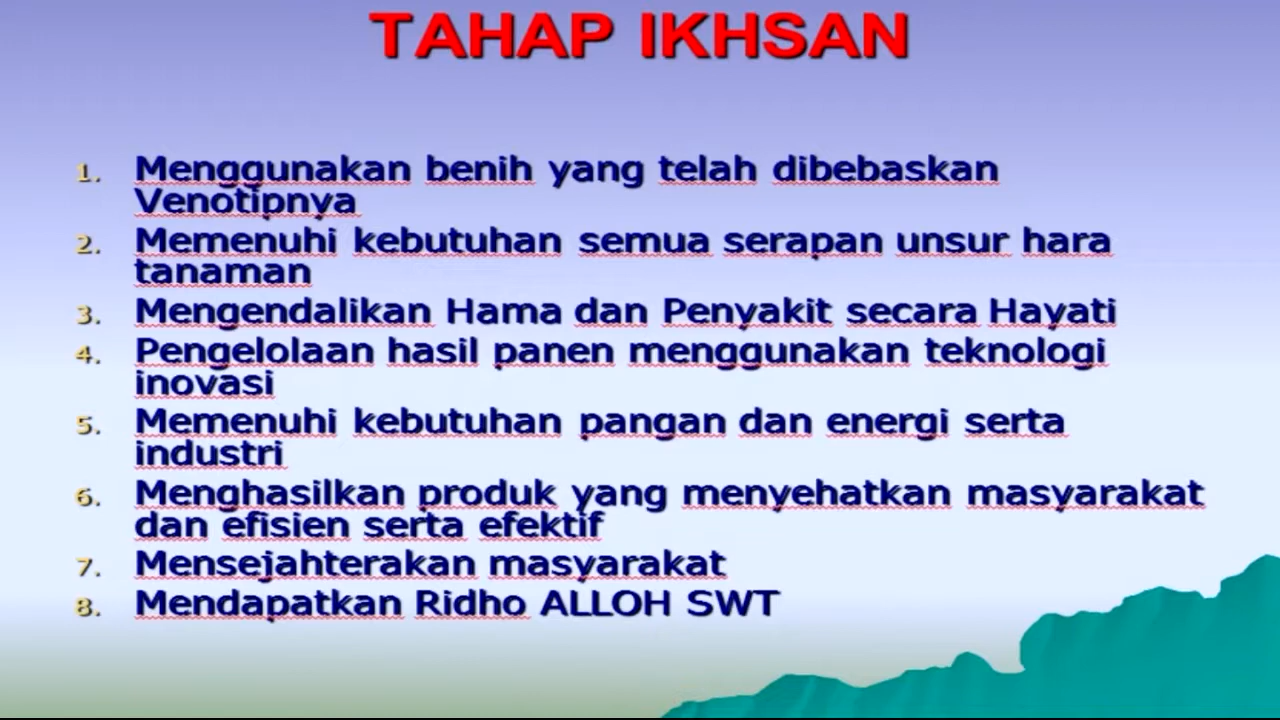 TAHAP IKHSAN
1. Menggunakan benih yang telah dibebaskan
Venotipnya
2. Memenuhi kebutuhan semua serapan unsur hara
tanaman
3. Mengendalikan Hama dan Penyakit secara Hayati
4. Pengelolaan hasil panen menggunakan teknologi
inovasi
5. Memenuhi kebutuhan pangan dan energi serta
industri
6. Menghasilkan produk yang menyehatkan masyarakat
dan efisien serta efektif
7. Mensejahterakan masyarakat
8. Mendapatkan Ridho ALLOH SWT